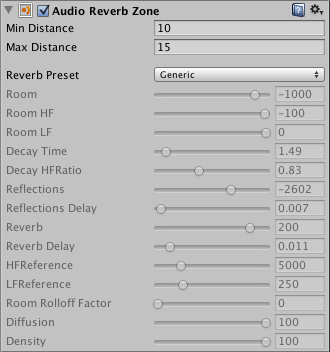 Audio Reverb Zone
Min Distance 10
Max Distance 15
Reverb Preset Generic
Room -1000
Room HF -100
Room LF 0
Decay Time 1.49
Decay HFRatio 0.83
Reflections -2602
Reflections Delay 0.007
Reverb 200
Reverb Delay 0.011
HFReference 5000
LFReference 250
Room Rolloff Factor 0
Diffusion 100
Density 100